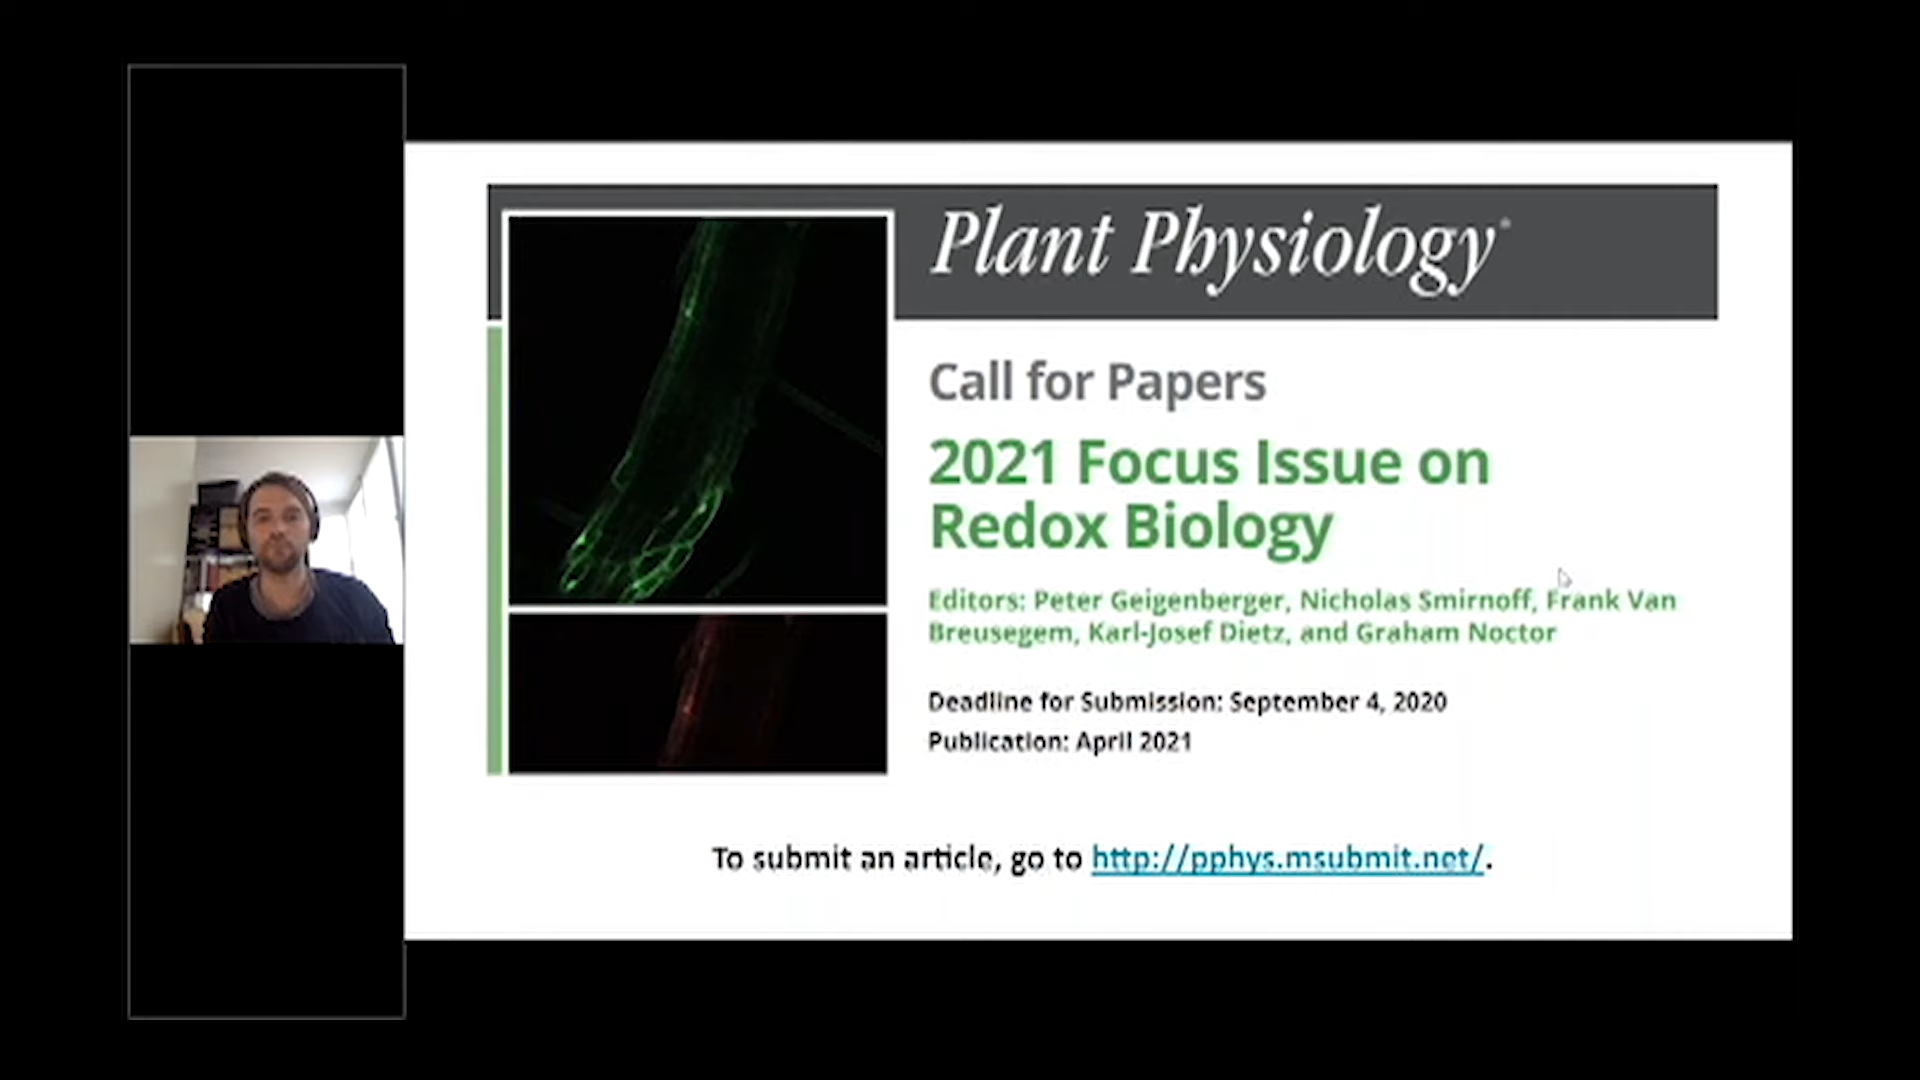 Plant Physiology®
Call for Papers
2021 Focus Issue on
Redox Biology
Editors: Peter Geigenberger, Nicholas Smirnoff, Frank Van
Breusegem, Karl-Josef Dietz, and Graham Noctor
Deadline for Submission: September 4, 2020
Publication: April 2021
To submit an article, go to http://pphys.msubmit.net/.